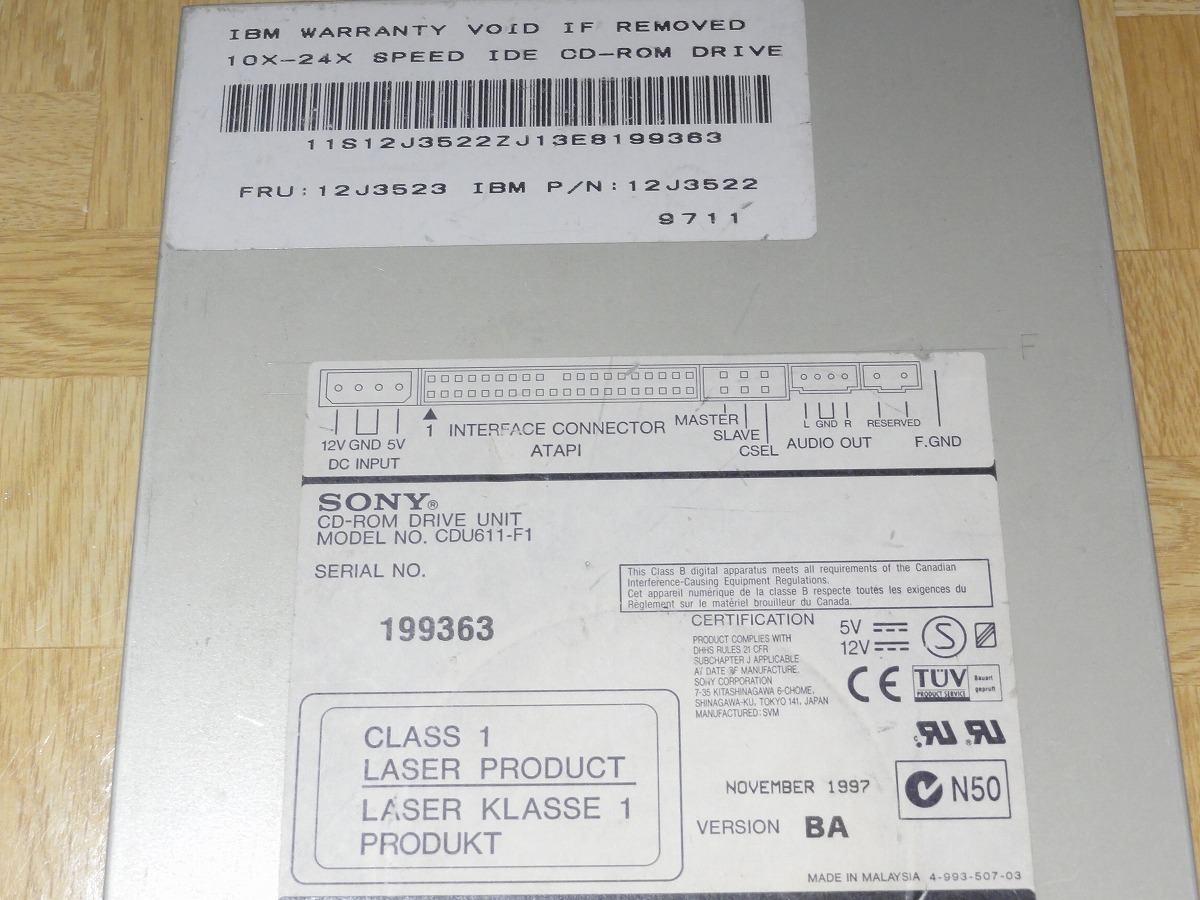 IBM WARRANTY VOID IF REMOVED
10X-24X SPEED IDE CD-ROM DRIVE
11S12J3522ZJ13E8199363
FRU:12J3523 IBM P/N:12J3522
9711
F
12V GND 5V
DC INPUT
1 INTERFACE CONNECTOR
ATAPI
MASTER
SLAVE
CSEL
L GND R
AUDIO OUT
RESERVED
F.GND
SONY®
CD-ROM DRIVE UNIT
MODEL NO. CDU611-F1
SERIAL NO.
199363
This Class B digital apparatus meets all requirements of the Canadian
Interference-Causing Equipment Regulations.
Cet appareil numérique de la classe B respecte toutes les exigences du
Règlement sur le matériel brouilleur du Canada.
CERTIFICATION
PRODUCT COMPLIES WITH
DHHS RULES 21 CFR
SUBCHAPTER J APPLICABLE
AT DATE OF MANUFACTURE.
SONY CORPORATION
7-35 KITASHINAGAWA 6-CHOME,
SHINAGAWA-KU, TOKYO 141, JAPAN
MANUFACTURED: SVM
5V
12V
S
CE
TÜV
PRODUCT SERVICE
Bauart
geprüft
c UR UR
CLASS 1
LASER PRODUCT
LASER KLASSE 1
PRODUKT
NOVEMBER 1997
N50
VERSION BA
MADE IN MALAYSIA 4-993-507-03